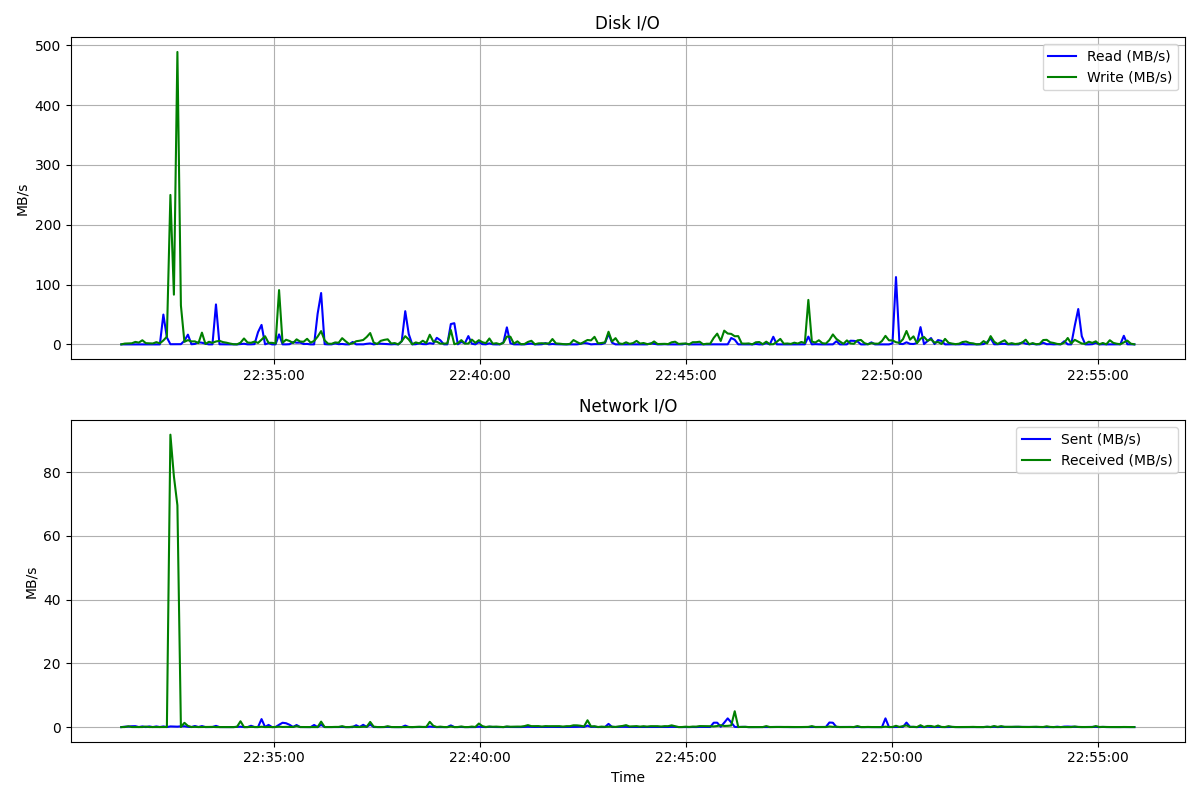 Disk I/O
500
400
300
200
100
0
MB/s
Read (MB/s)
Write (MB/s)
22:35:00
22:40:00
22:45:00
22:50:00
22:55:00
Network I/O
80
60
40
20
0
MB/s
Sent (MB/s)
Received (MB/s)
22:35:00
22:40:00
22:45:00
22:50:00
22:55:00
Time